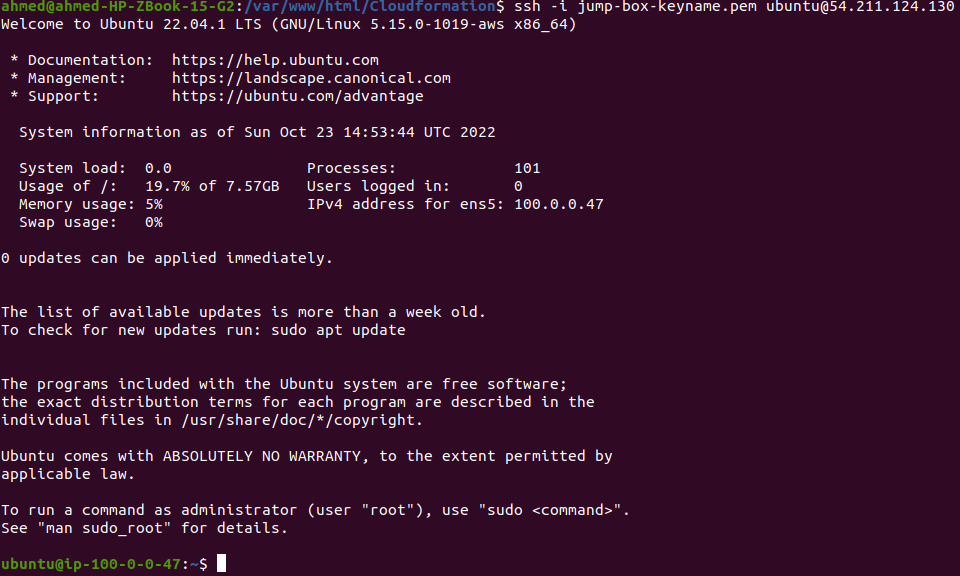 ahmed@ahmed-HP-ZBook-15-G2:/var/www/html/Cloudformation$ ssh -i jump-box-keyname.pem ubuntu@54.211.124.130
Welcome to Ubuntu 22.04.1 LTS (GNU/Linux 5.15.0-1019-aws x86_64)
* Documentation:  https://help.ubuntu.com
* Management:     https://landscape.canonical.com
* Support:        https://ubuntu.com/advantage
System information as of Sun Oct 23 14:53:44 UTC 2022
System load:  0.0                Processes:             101
Usage of /:   19.7% of 7.57GB   Users logged in:       0
Memory usage: 5%                IPv4 address for ens5: 100.0.0.47
Swap usage:   0%
0 updates can be applied immediately.
The list of available updates is more than a week old.
To check for new updates run: sudo apt update
The programs included with the Ubuntu system are free software;
the exact distribution terms for each program are described in the
individual files in /usr/share/doc/*/copyright.
Ubuntu comes with ABSOLUTELY NO WARRANTY, to the extent permitted by
applicable law.
To run a command as administrator (user "root"), use "sudo <command>".
See "man sudo_root" for details.
ubuntu@ip-100-0-0-47:~$